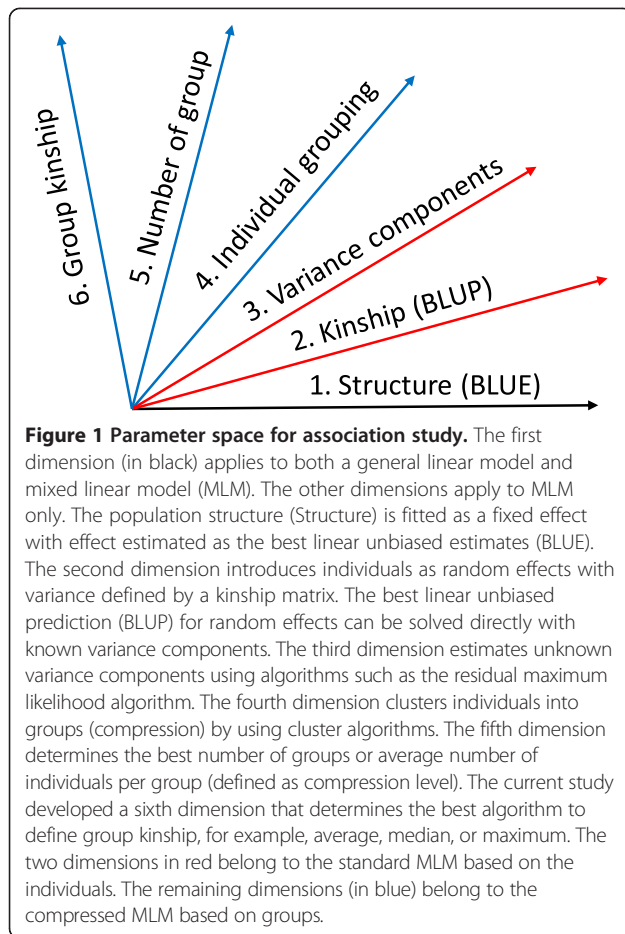 6. Group kinship
5. Number of group
4. Individual grouping
3. Variance components
2. Kinship (BLUP)
1. Structure (BLUE)
Figure 1 Parameter space for association study. The first
dimension (in black) applies to both a general linear model and
mixed linear model (MLM). The other dimensions apply to MLM
only. The population structure (Structure) is fitted as a fixed effect
with effect estimated as the best linear unbiased estimates (BLUE).
The second dimension introduces individuals as random effects with
variance defined by a kinship matrix. The best linear unbiased
prediction (BLUP) for random effects can be solved directly with
known variance components. The third dimension estimates unknown
variance components using algorithms such as the residual maximum
likelihood algorithm. The fourth dimension clusters individuals into
groups (compression) by using cluster algorithms. The fifth dimension
determines the best number of groups or average number of
individuals per group (defined as compression level). The current study
developed a sixth dimension that determines the best algorithm to
define group kinship, for example, average, median, or maximum. The
two dimensions in red belong to the standard MLM based on the
individuals. The remaining dimensions (in blue) belong to the
compressed MLM based on groups.